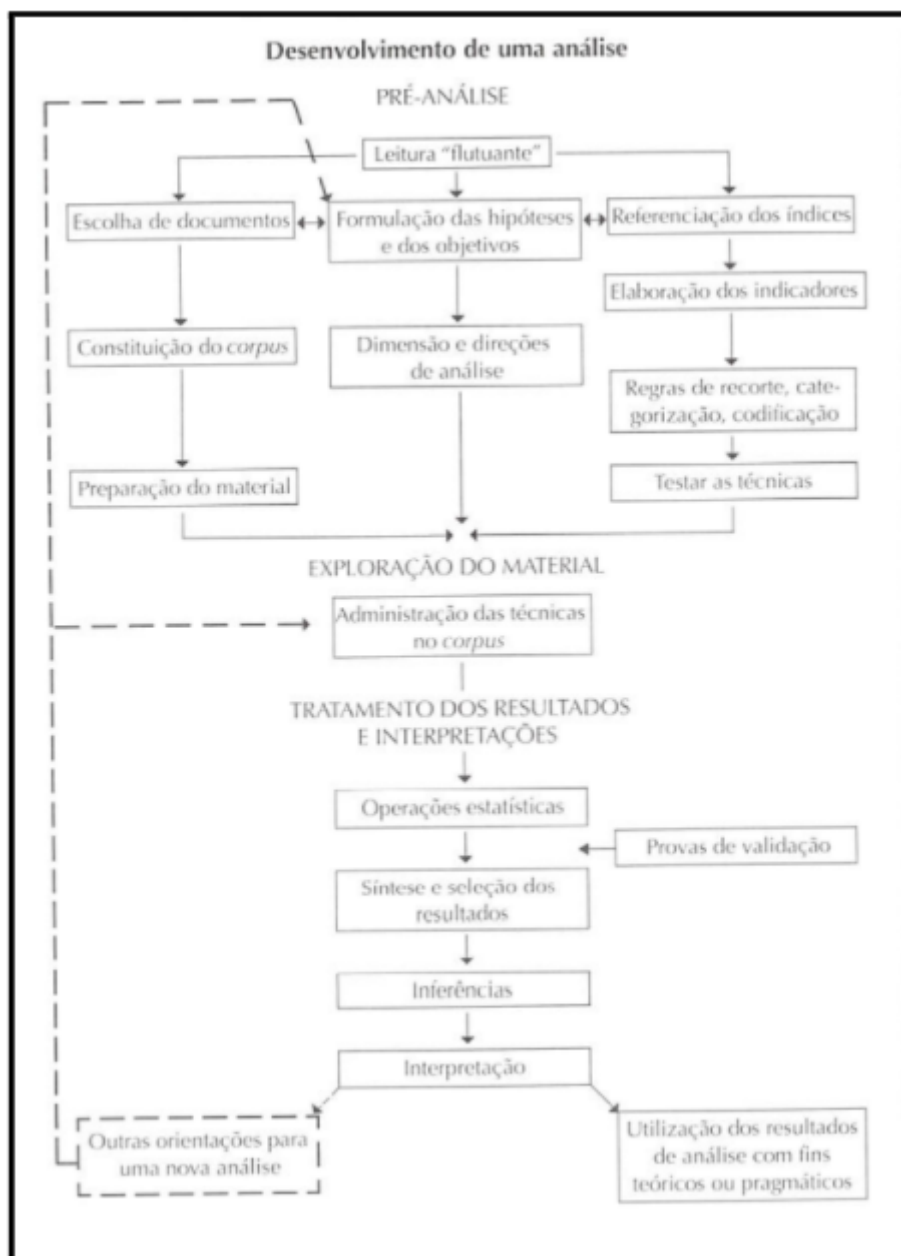 Desenvolvimento de uma análise
PRÉ-ANÁLISE
Leitura “flutuante”
Escolha de documentos
Formulação das hipóteses
e dos objetivos
Referenciação dos índices
Elaboração dos indicadores
Constituição do corpus
Dimensão e direções
de análise
Regras de recorte, cate-
gorização, codificação
Preparação do material
Testar as técnicas
EXPLORAÇÃO DO MATERIAL
Administração das técnicas
no corpus
TRATAMENTO DOS RESULTADOS
E INTERPRETAÇÕES
Operações estatísticas
Provas de validação
Síntese e seleção dos
resultados
Inferências
Interpretação
Outras orientações para
uma nova análise
Utilização dos resultados
de análise com fins
teóricos ou pragmáticos